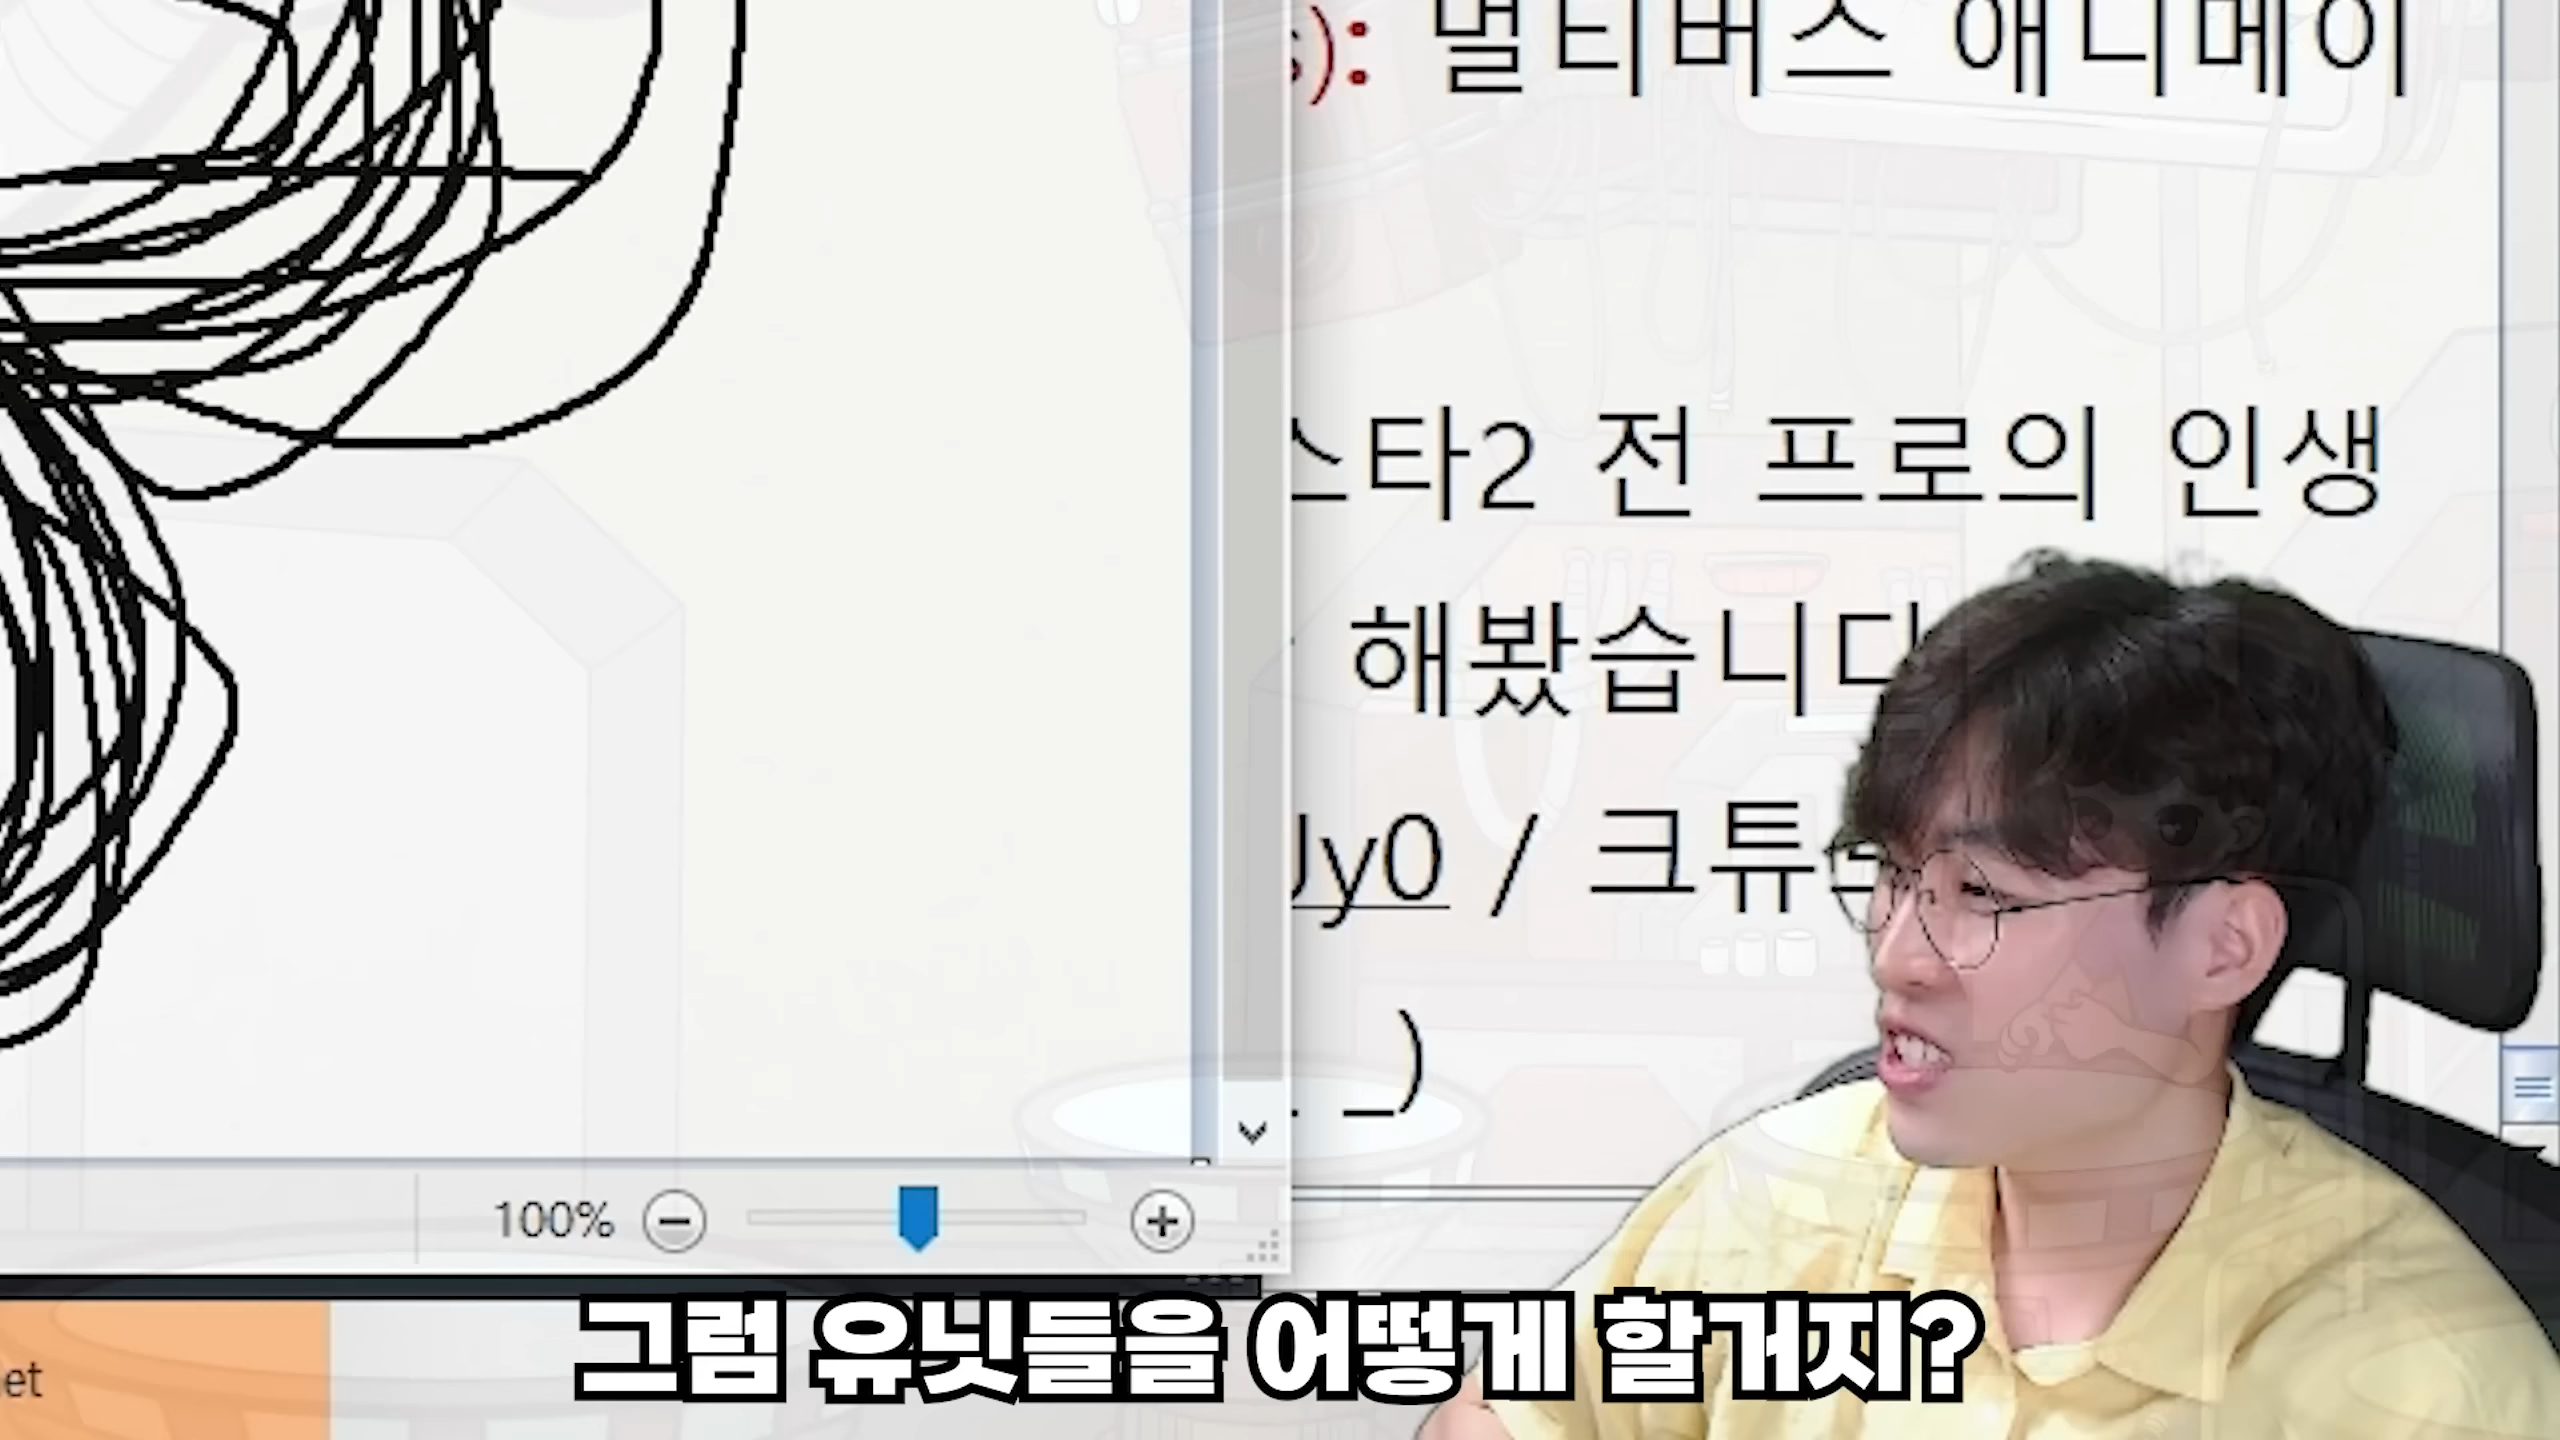 ): 멀티버스 애니메이
스타2 전 프로의 인생
해봤습니다
Jy0 / 크튜
_)
100%
et
그럼 유닛들을 어떻게 할거지?